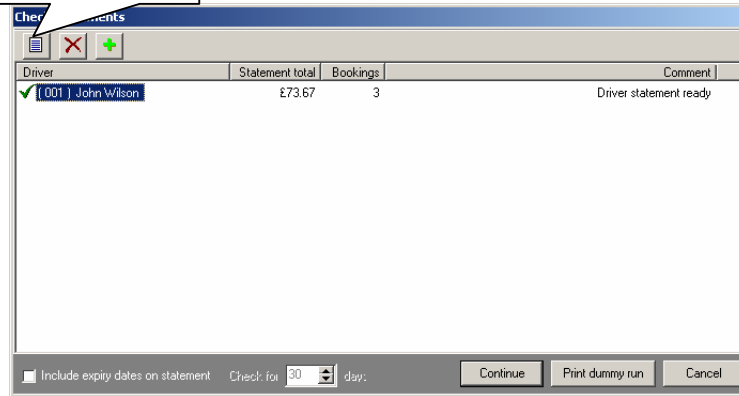 Driver Statement total Bookings Comment
( 001 ) John Wilson £73.67 3 Driver statement ready
Include expiry dates on statement Check for 30 days Continue Print dummy run Cancel